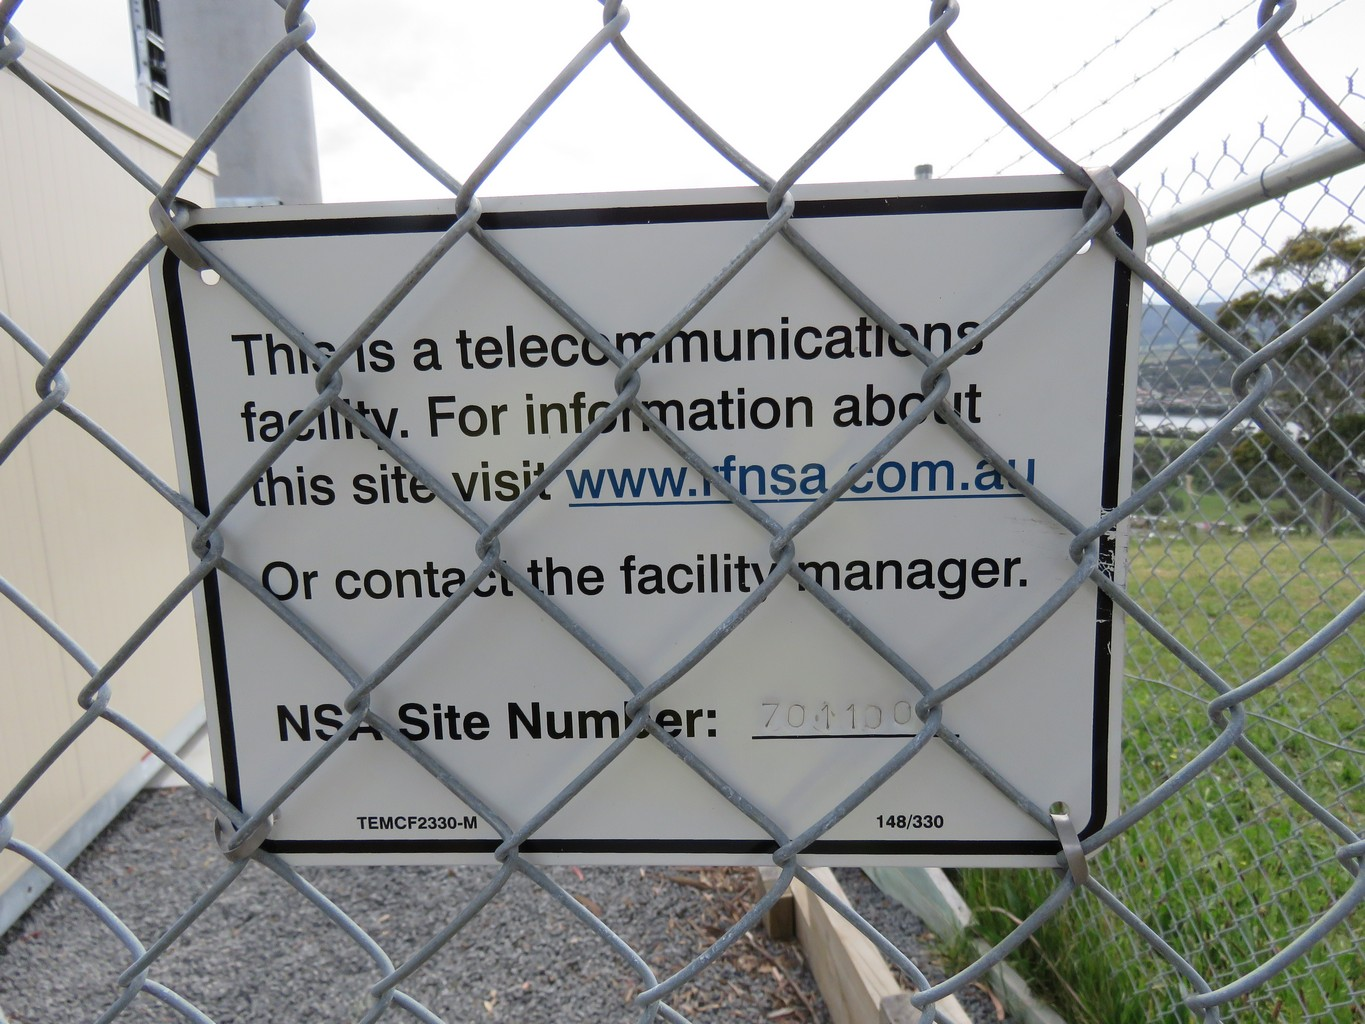 This is a telecommunications
facility. For information about
this site visit www.rfnsa.com.au
Or contact the facility manager.
NSA Site Number:
TEMCF2330-M 148/330